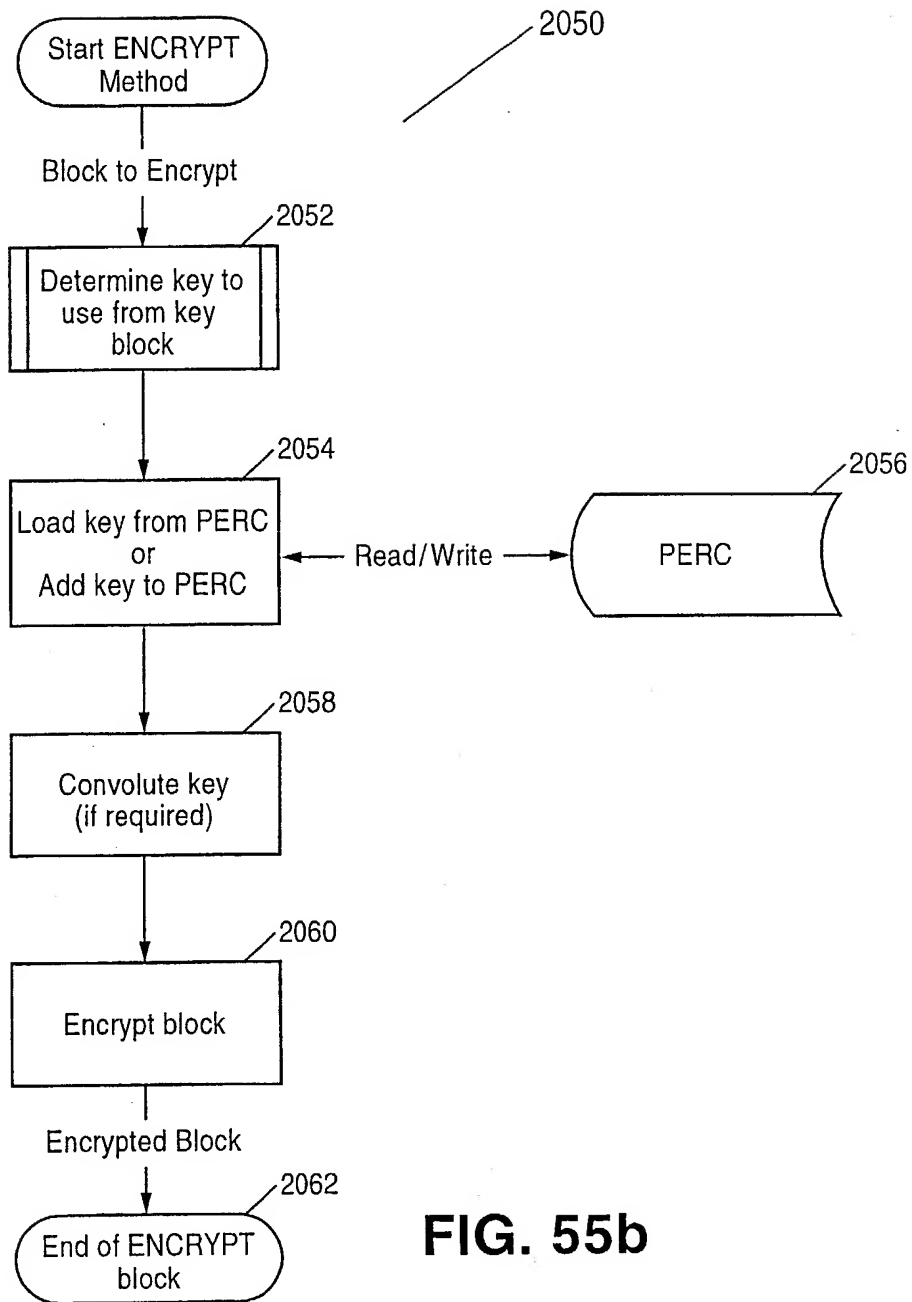 2050
Start ENCRYPT
Method
Block to Encrypt
2052
Determine key to
use from key
block
2054
Load key from PERC
or
Add key to PERC
Read/Write
2056
PERC
2058
Convolute key
(if required)
2060
Encrypt block
Encrypted Block
2062
End of ENCRYPT
block
FIG. 55b